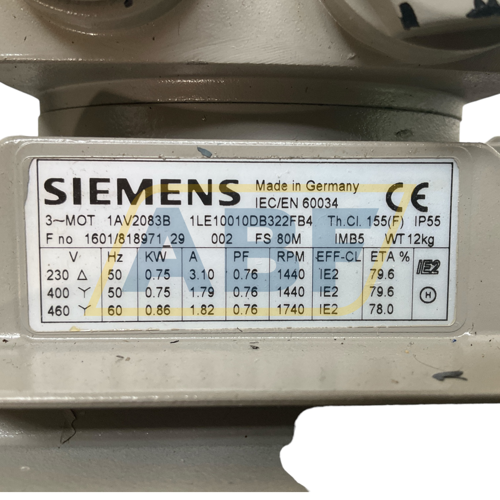 SIEMENS Made in Germany
IEC/EN 60034
CE
3~MOT 1AV2083B 1LE10010DB322FB4 Th.Cl. 155(F) IP55
F no 1601/818971 29 002 FS 80M IMB5 WT 12kg
V Hz KW A PF RPM EFF-CL ETA %
230 Δ 50 0.75 3.10 0.76 1440 IE2 79.6
400 Y 50 0.75 1.79 0.76 1440 IE2 79.6
460 Y 60 0.86 1.82 0.76 1740 IE2 78.0
IE2
H
ABF